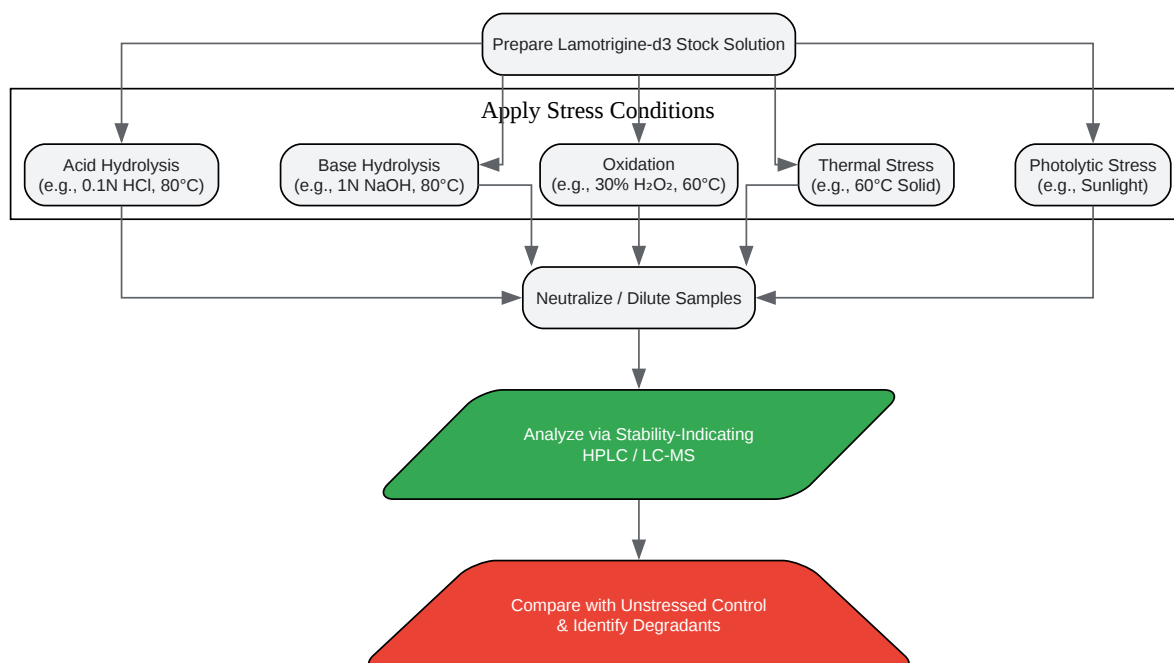 Prepare Lamotrigine-d3 Stock Solution
Apply Stress Conditions
Acid Hydrolysis
(e.g., 0.1N HCl, 80°C)
Base Hydrolysis
(e.g., 1N NaOH, 80°C)
Oxidation
(e.g., 30% H₂O₂, 60°C)
Thermal Stress
(e.g., 60°C Solid)
Photolytic Stress
(e.g., Sunlight)
Neutralize / Dilute Samples
Analyze via Stability-Indicating
HPLC / LC-MS
Compare with Unstressed Control
& Identify Degradants